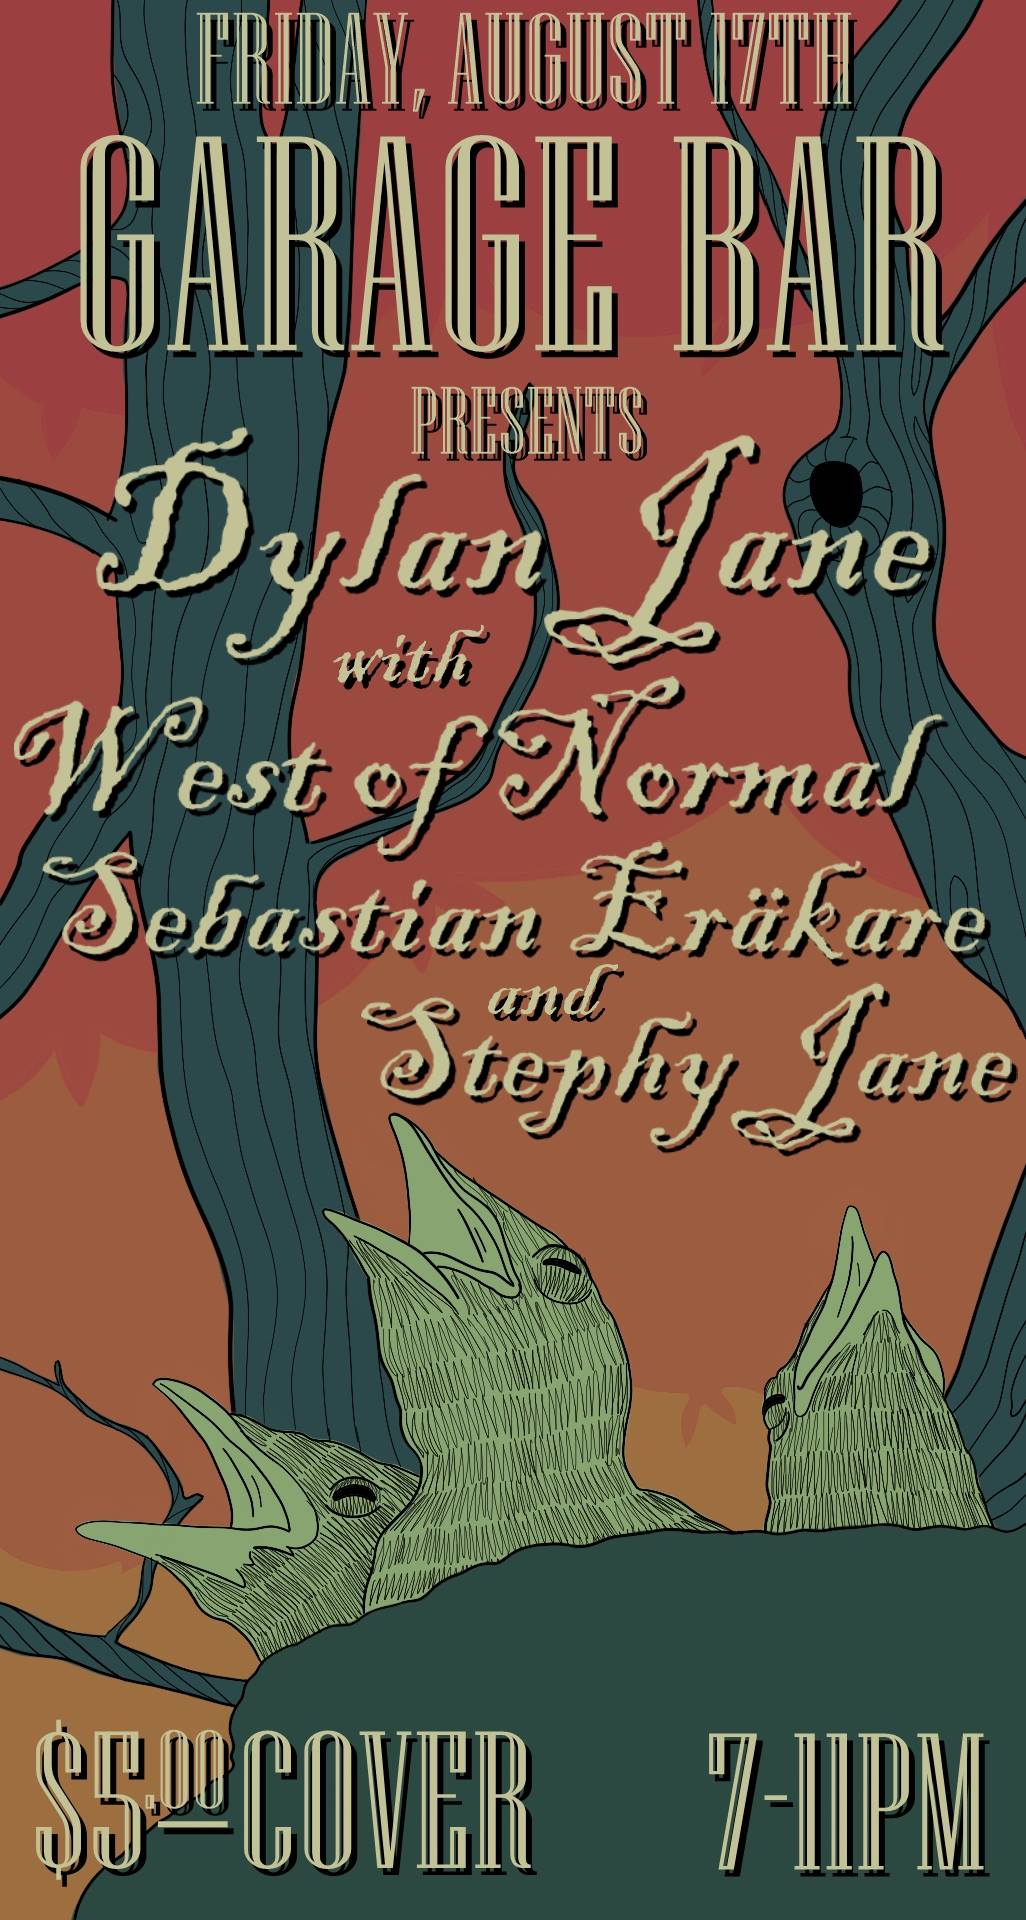 FRIDAY, AUGUST 17TH
GARAGE BAR
PRESENTS
Dylan Jane
with
West of Normal
Sebastian Eräkare
and
Stephy Jane
$5.00 COVER 7-11PM